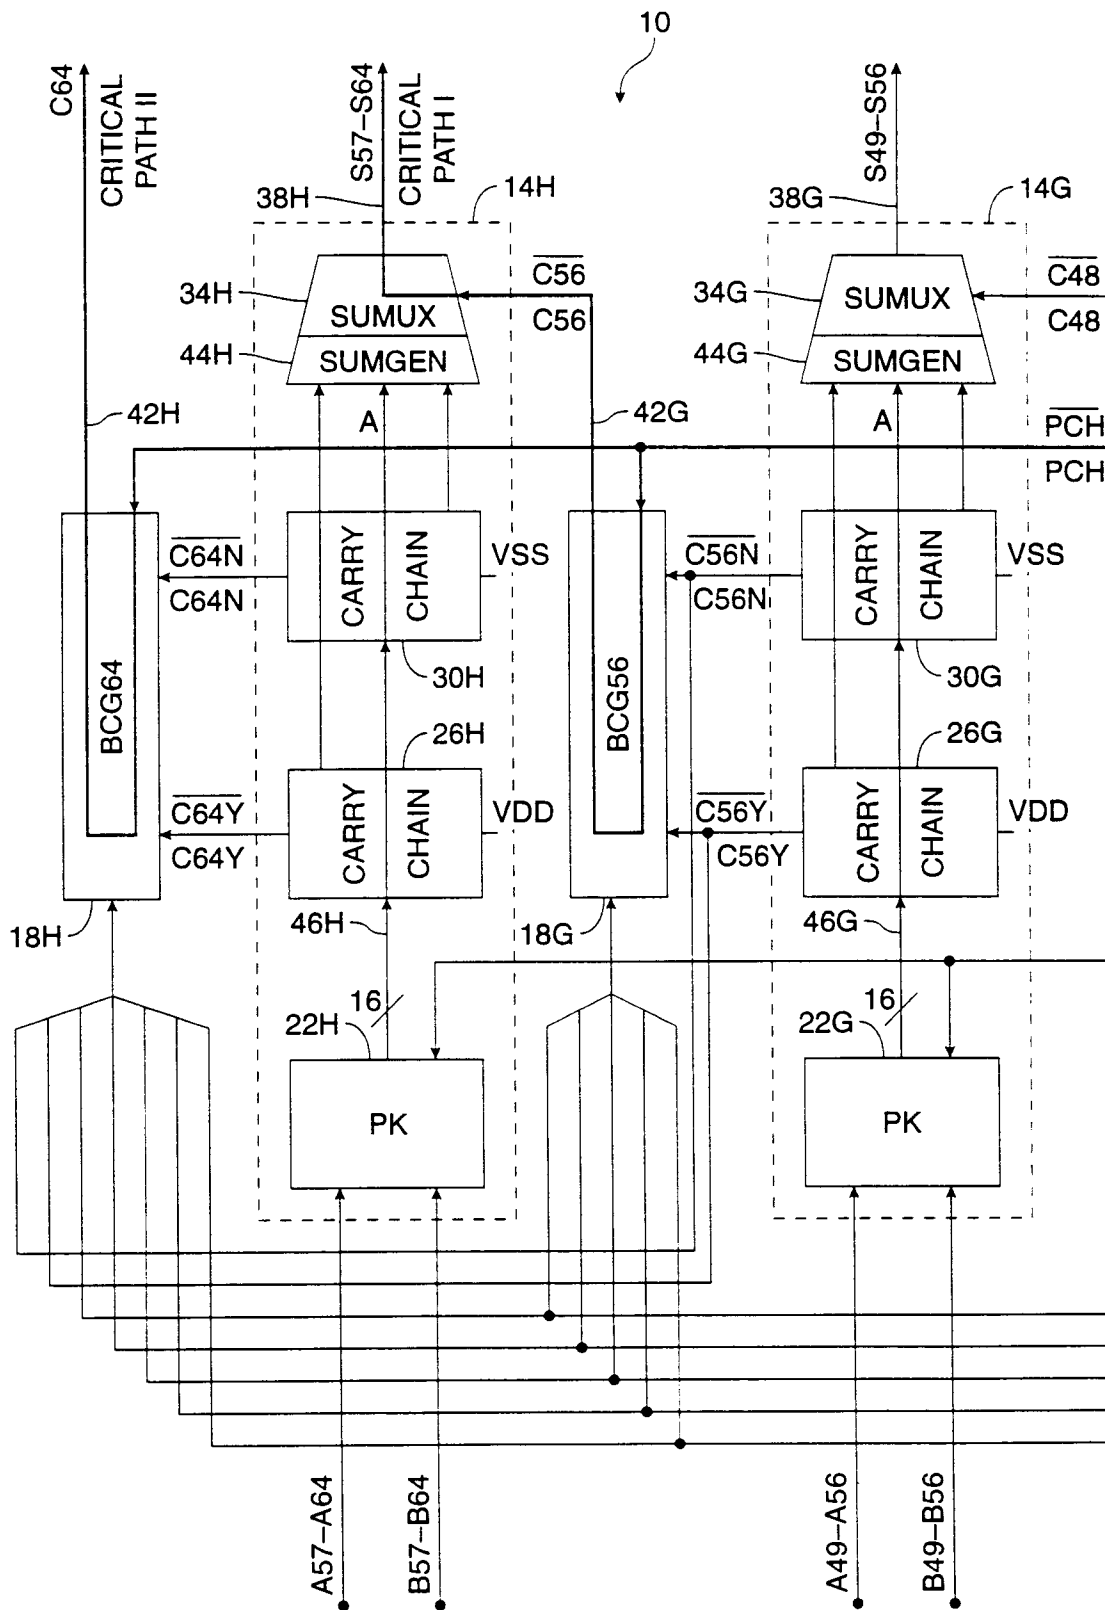 10
C64
CRITICAL
PATH II
S57–S64
CRITICAL
PATH I
S49–S56
38H
14H
38G
14G
34H
SUMUX
44H
SUMGEN
C56
C56
34G
SUMUX
44G
SUMGEN
C48
C48
42H
A
42G
A
PCH
PCH
BCG64
C64N
C64N
CARRY
CHAIN
VSS
30H
BCG56
C56N
C56N
CARRY
CHAIN
VSS
30G
26H
C64Y
C64Y
CARRY
CHAIN
VDD
26G
C56Y
C56Y
CARRY
CHAIN
VDD
18H
46H
18G
46G
16
22H
PK
16
22G
PK
A57–A64
B57–B64
A49–A56
B49–B56